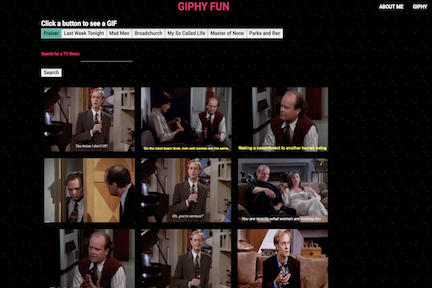 GIPHY FUN
ABOUT ME GIPHY
Click a button to see a GIF
Fraiser Last Week Tonight Mad Men Broadchurch My So Called Life Master of None Parks and Rec
Search for a TV Show:
Search
You know I don't lift!
On the most basic level, men and women are the same.
Making a commitment to another human being
Oh, you're serious?
You are exactly what women are looking for.